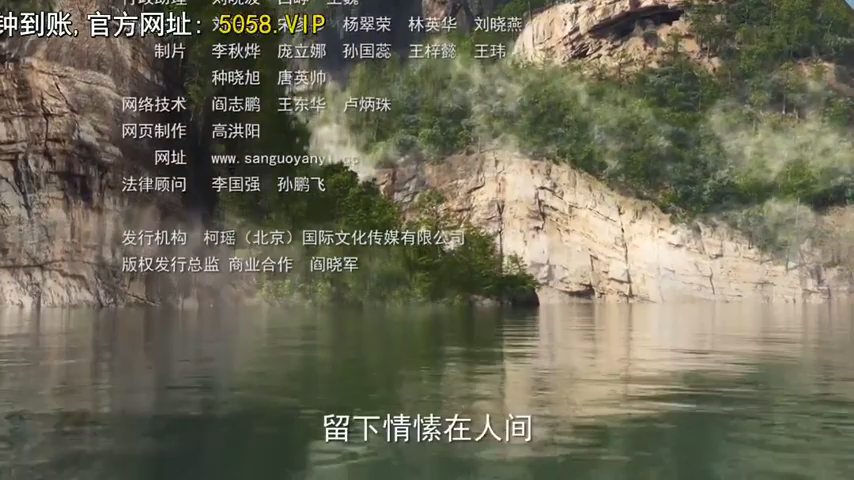 钟到账, 官方网址: 5058.VIP
杨翠荣 林英华 刘晓燕
制片 李秋烨 庞立娜 孙国蕊 王梓懿 王玮
种晓旭 唐英帅
网络技术 阎志鹏 王东华 卢炳珠
网页制作 高洪阳
网址 www.sanguoyanyi.cc
法律顾问 李国强 孙鹏飞
发行机构 柯瑶（北京）国际文化传媒有限公司
版权发行总监 商业合作 阎晓军
留下情愫在人间